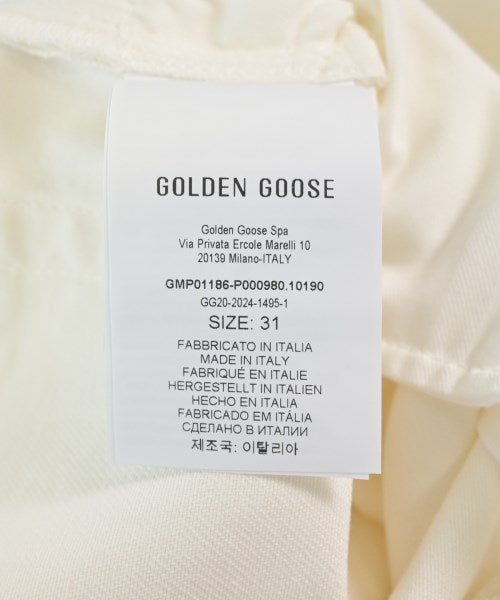 GOLDEN GOOSE
Golden Goose Spa
Via Privata Ercole Marelli 10
20139 Milano-ITALY
GMP01186-P000980.10190
GG20-2024-1495-1
SIZE: 31
FABBRICATO IN ITALIA
MADE IN ITALY
FABRIQUÉ EN ITALIE
HERGESTELLT IN ITALIEN
HECHO EN ITALIA
FABRICADO EM ITÁLIA
СДЕЛАНО В ИТАЛИИ
제조국: 이탈리아